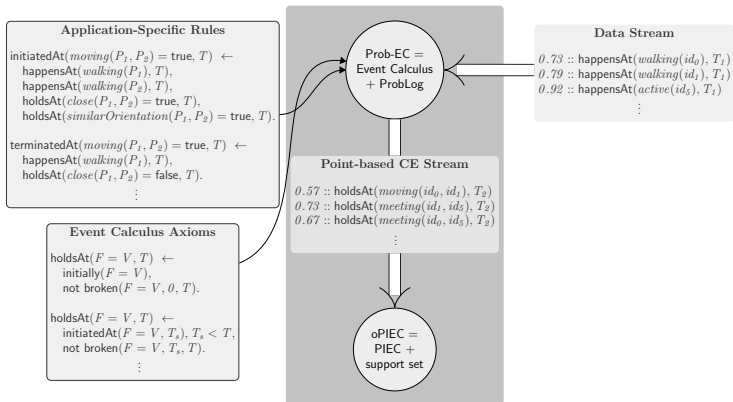 Application-Specific Rules
initiatedAt(moving(P₁, P₂) = true, T) ←
happensAt(walking(P₁), T),
happensAt(walking(P₂), T),
holdsAt(close(P₁, P₂) = true, T),
holdsAt(similarOrientation(P₁, P₂) = true, T).
terminatedAt(moving(P₁, P₂) = true, T) ←
happensAt(walking(P₁), T),
holdsAt(close(P₁, P₂) = false, T).
⋮
Event Calculus Axioms
holdsAt(F = V, T) ←
initially(F = V),
not broken(F = V, 0, T).
holdsAt(F = V, T) ←
initiatedAt(F = V, Tₛ), Tₛ < T,
not broken(F = V, Tₛ, T).
⋮
Prob-EC =
Event Calculus
+ ProbLog
Point-based CE Stream
0.57 :: holdsAt(moving(id₀, id₁), T₂)
0.73 :: holdsAt(meeting(id₁, id₅), T₂)
0.67 :: holdsAt(meeting(id₀, id₅), T₂)
⋮
oPIEC =
PIEC +
support set
Data Stream
0.73 :: happensAt(walking(id₀), T₁)
0.79 :: happensAt(walking(id₁), T₁)
0.92 :: happensAt(active(id₅), T₁)
⋮